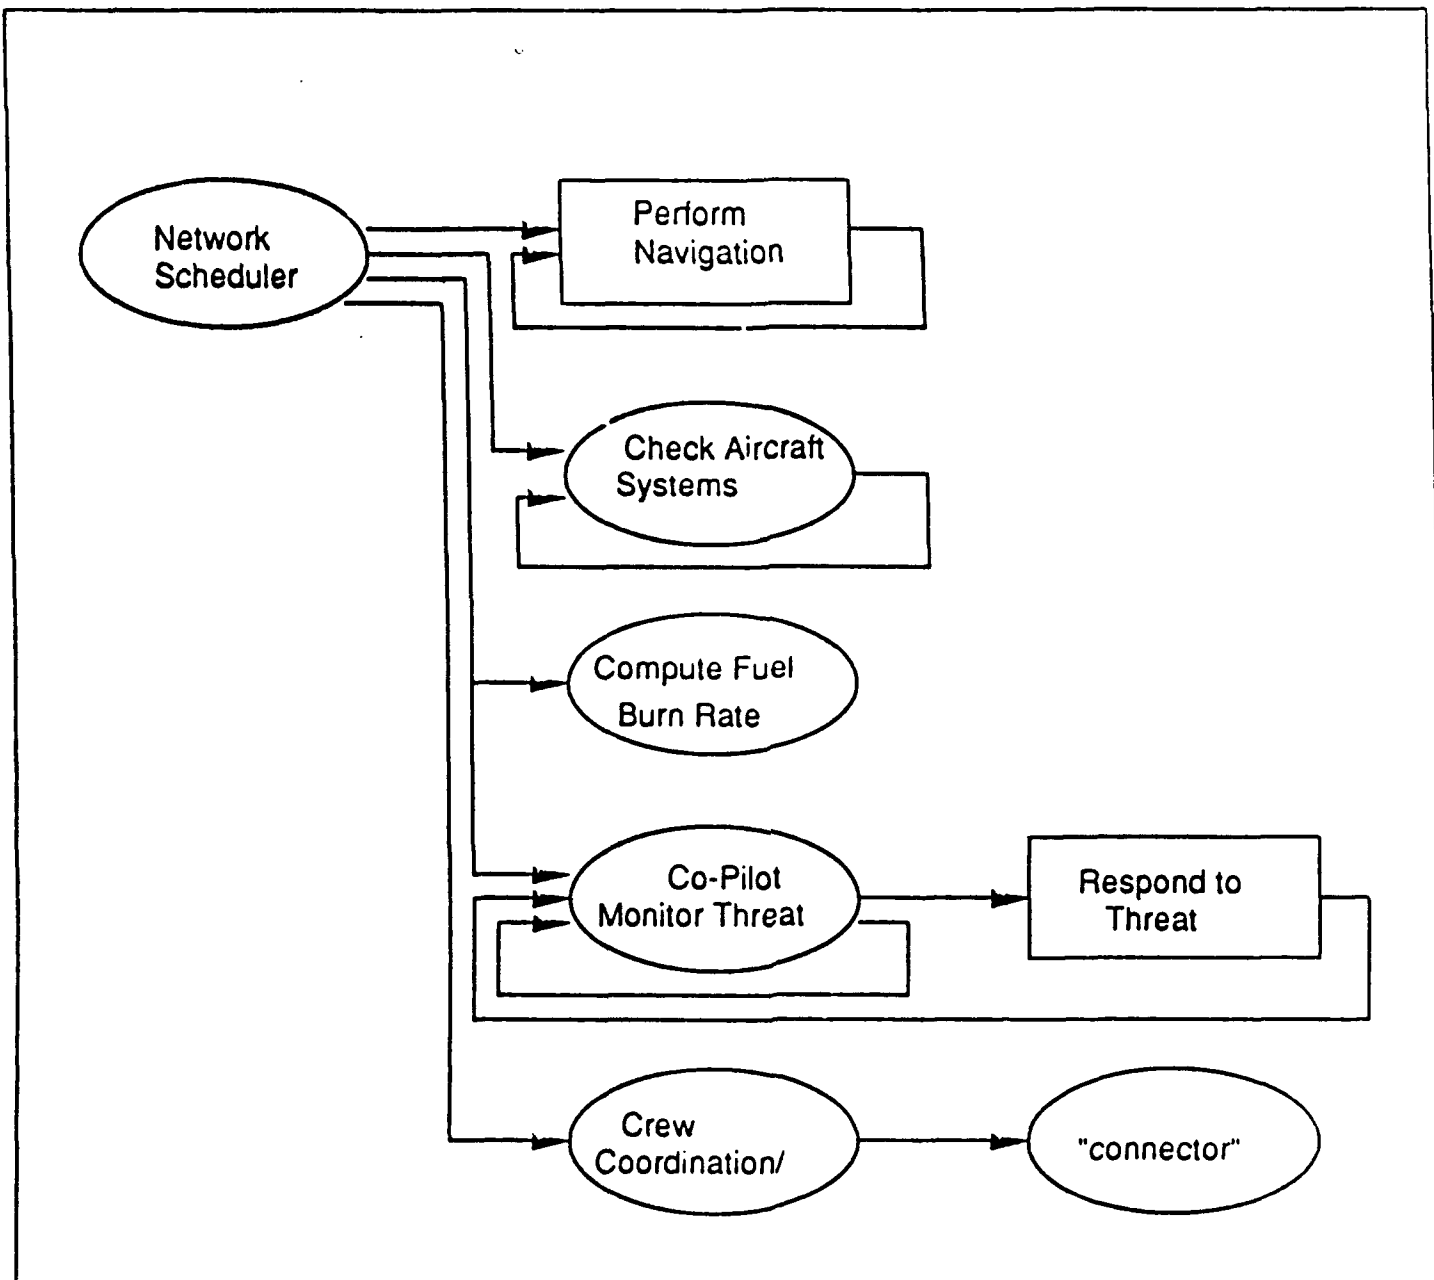 Network
Scheduler
Perform
Navigation
Check Aircraft
Systems
Compute Fuel
Burn Rate
Co-Pilot
Monitor Threat
Respond to
Threat
Crew
Coordination/
"connector"